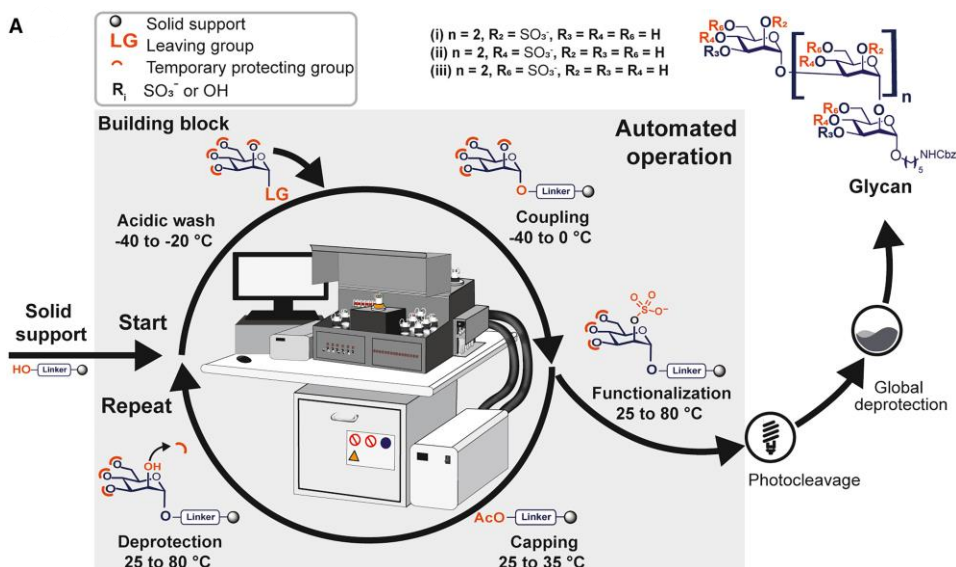 A
Solid support
LG Leaving group
Temporary protecting group
Rᵢ SO₃⁻ or OH
(i) n = 2, R₂ = SO₃⁻, R₃ = R₄ = R₆ = H
(ii) n = 2, R₄ = SO₃⁻, R₂ = R₃ = R₆ = H
(iii) n = 2, R₆ = SO₃⁻, R₂ = R₃ = R₄ = H
R₆O
R₄O
R₃O
OR₂
O
O
R₆O
R₄O
OR₂
O
n
O
R₆O
R₄O
R₃O
OR₂
O
O
5
NHCbz
Glycan
Building block
Automated
operation
O
O
O
O
O
LG
O
O
O
O
O
O
Linker
Acidic wash
-40 to -20 °C
Coupling
-40 to 0 °C
Solid
support
HO
Linker
Start
Repeat
O
O
S
O⁻
O
O
O
O
O
O
Linker
Functionalization
25 to 80 °C
Global
deprotection
Photocleavage
OH
O
O
O
O
O
Linker
Deprotection
25 to 80 °C
AcO
Linker
Capping
25 to 35 °C